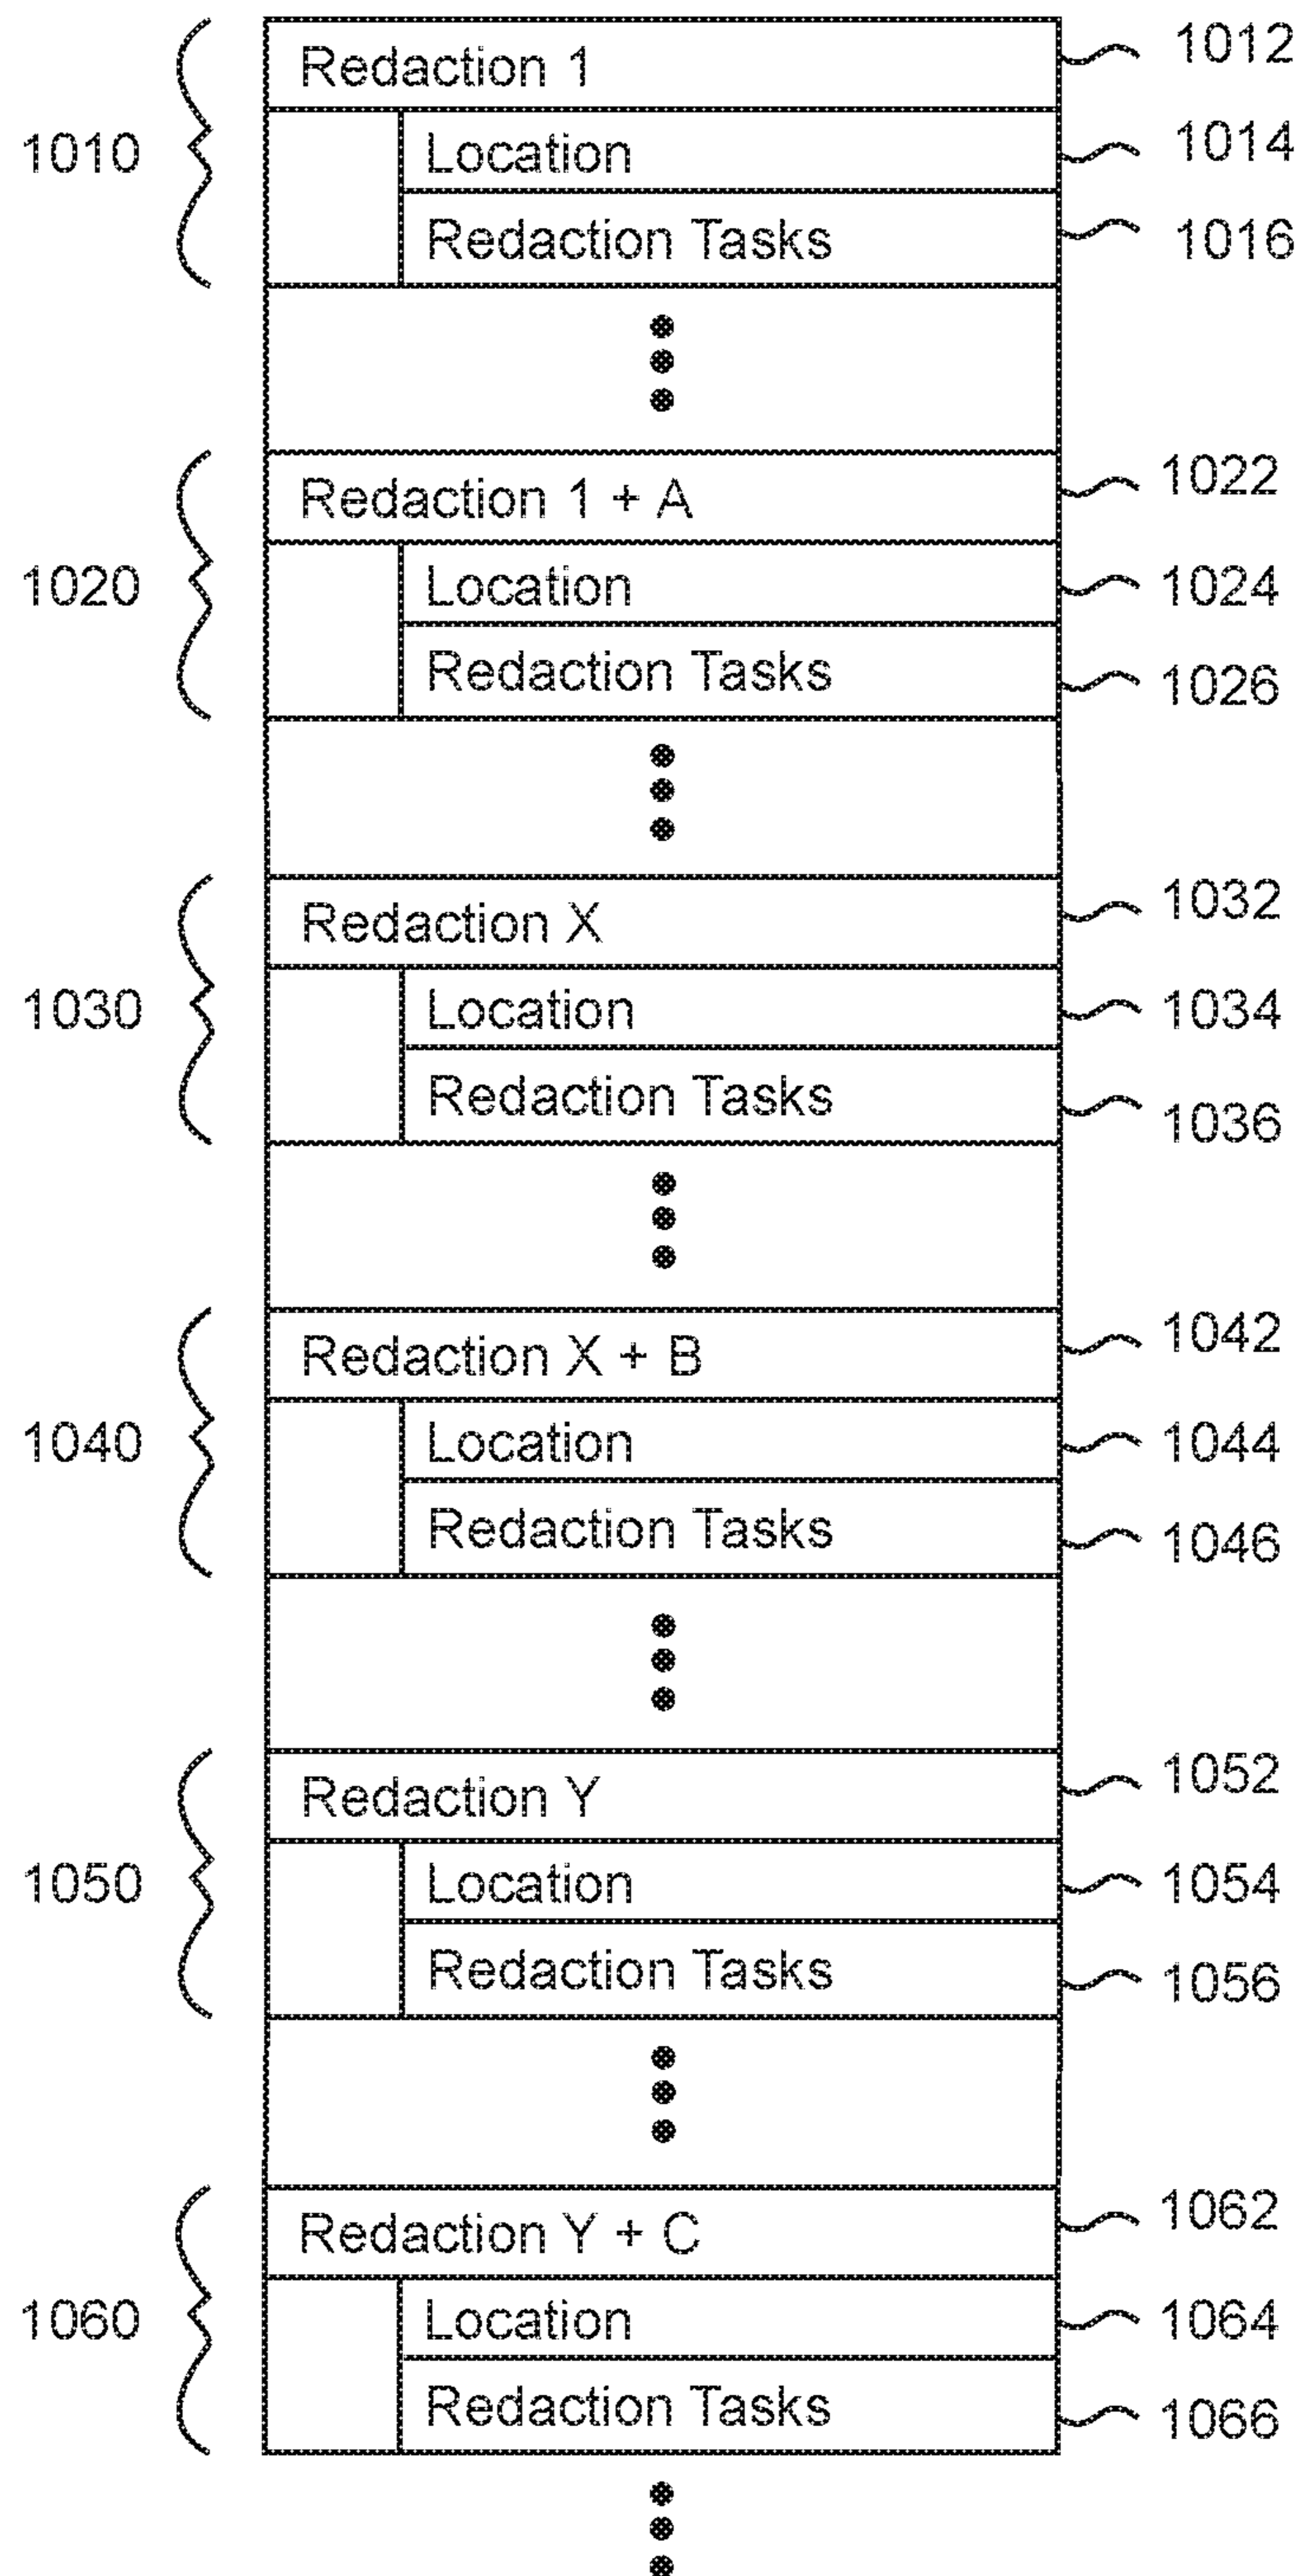 Redaction 1 1012
1010 Location 1014
Redaction Tasks 1016
Redaction 1 + A 1022
1020 Location 1024
Redaction Tasks 1026
Redaction X 1032
1030 Location 1034
Redaction Tasks 1036
Redaction X + B 1042
1040 Location 1044
Redaction Tasks 1046
Redaction Y 1052
1050 Location 1054
Redaction Tasks 1056
Redaction Y + C 1062
1060 Location 1064
Redaction Tasks 1066